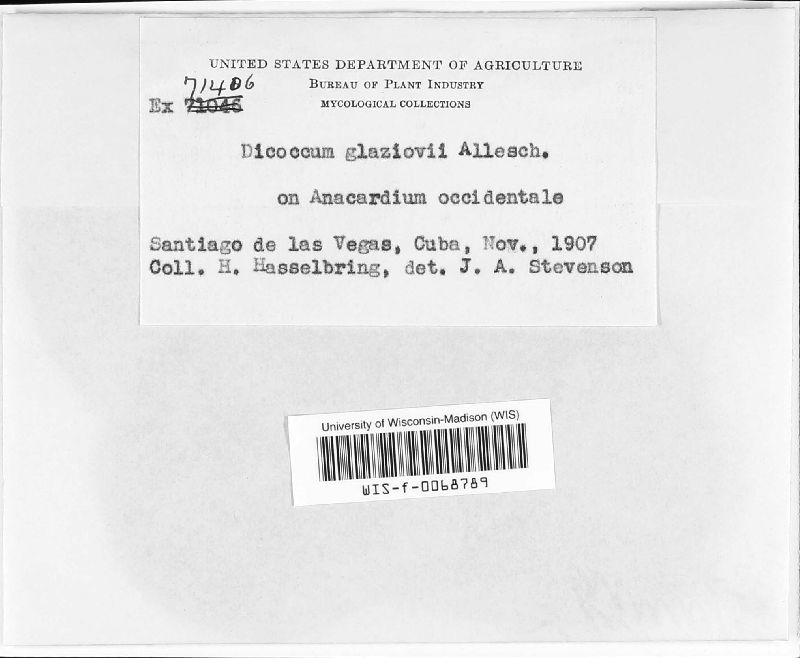 UNITED STATES DEPARTMENT OF AGRICULTURE
BUREAU OF PLANT INDUSTRY
MYCOLOGICAL COLLECTIONS
71406
Ex 71046
Dicoccum glaziovii Allesch.
on Anacardium occidentale
Santiago de las Vegas, Cuba, Nov., 1907
Coll. H. Hasselbring, det. J. A. Stevenson
University of Wisconsin-Madison (WIS)
WIS-f-0068789